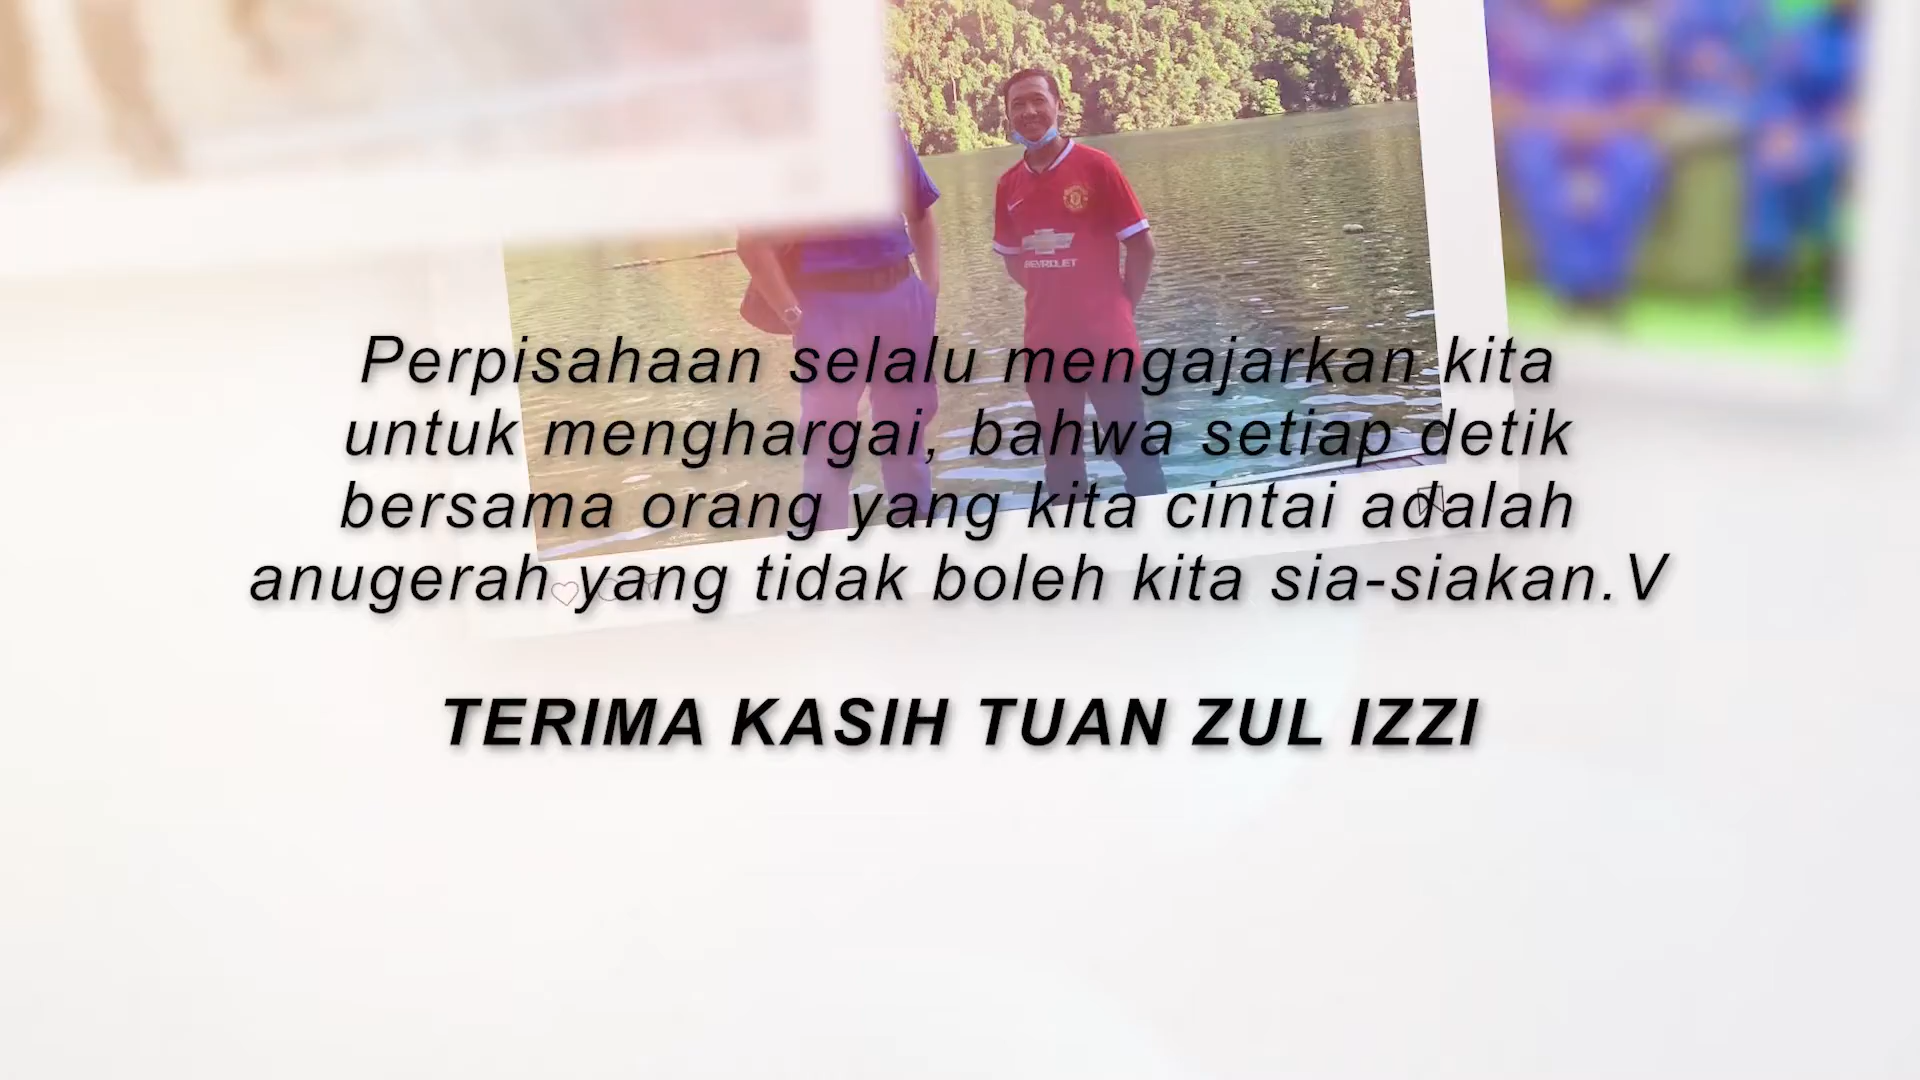 Perpisahaan selalu mengajarkan kita
untuk menghargai, bahwa setiap detik
bersama orang yang kita cintai adalah
anugerah yang tidak boleh kita sia-siakan.V
TERIMA KASIH TUAN ZUL IZZI
CHEVROLET